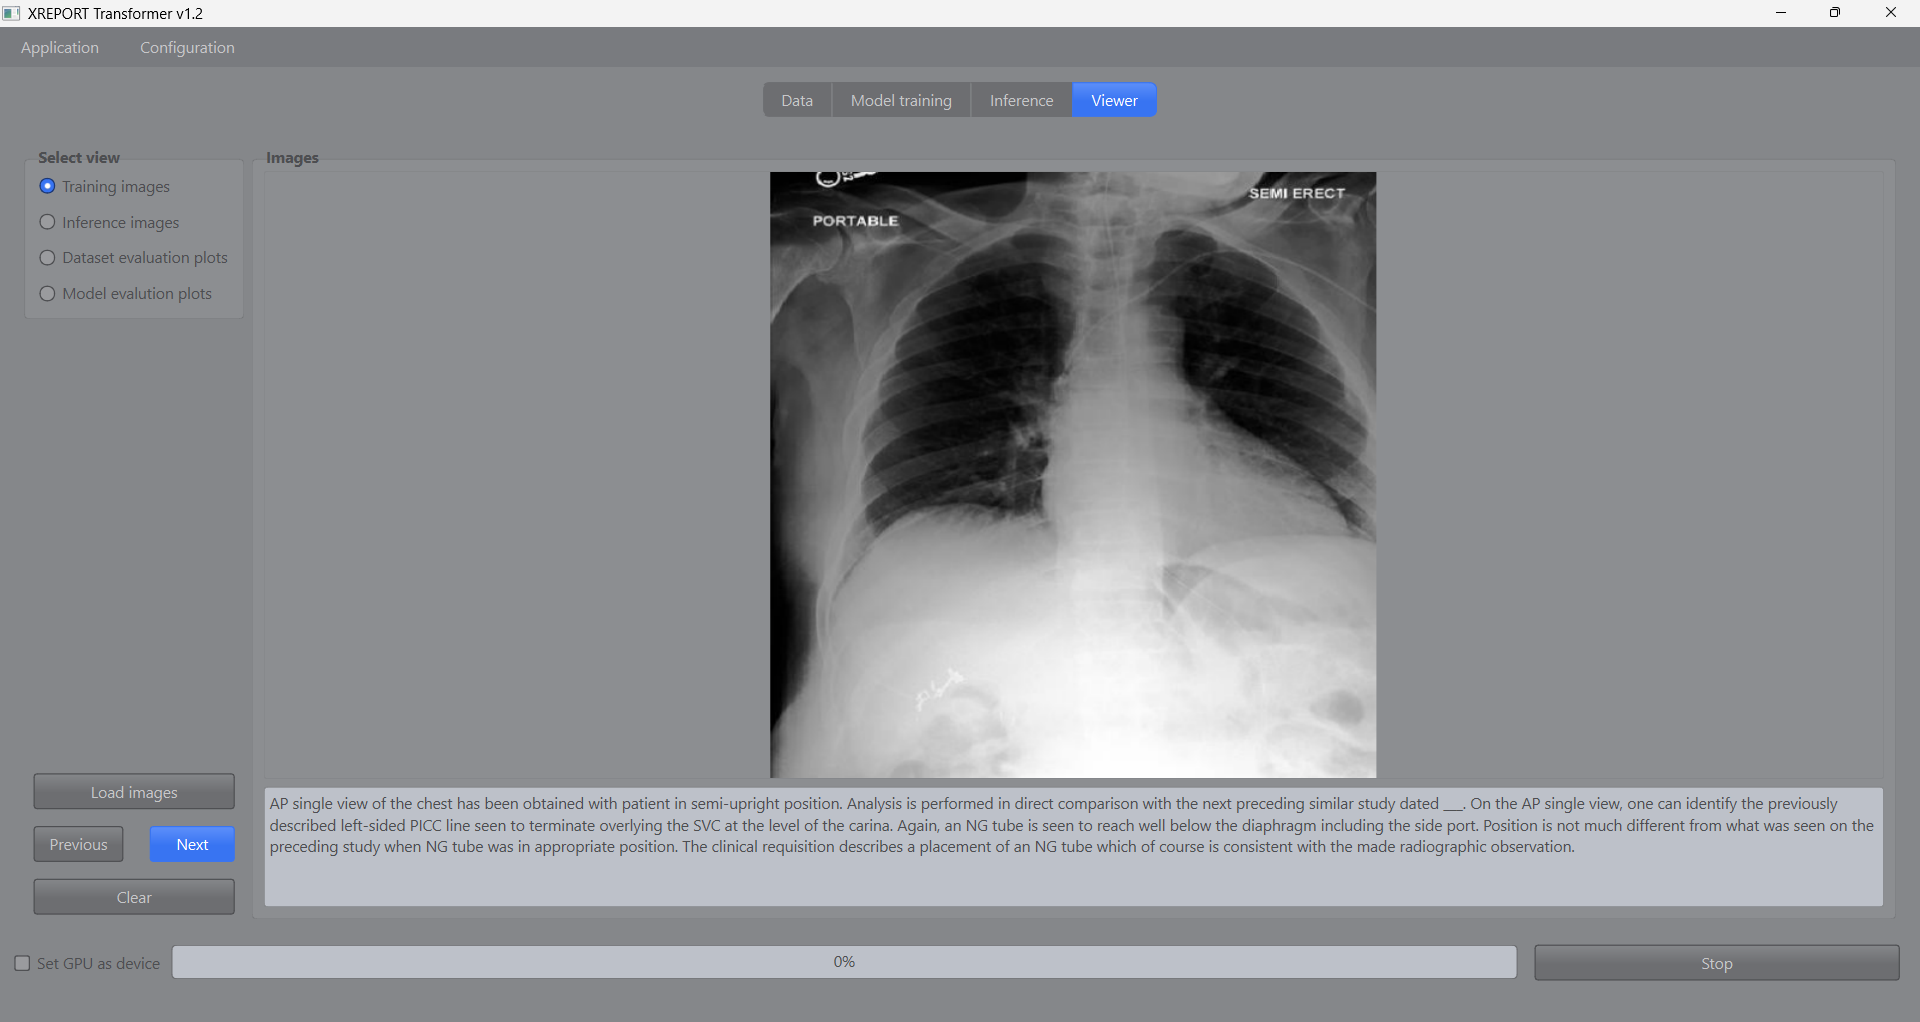 XREPORT Transformer v1.2
Application Configuration
Data Model training Inference Viewer
Select view
Training images
Inference images
Dataset evaluation plots
Model evalution plots
Load images
Previous Next
Clear
Images
SEMI ERECT
PORTABLE
AP single view of the chest has been obtained with patient in semi-upright position. Analysis is performed in direct comparison with the next preceding similar study dated ___. On the AP single view, one can identify the previously
described left-sided PICC line seen to terminate overlying the SVC at the level of the carina. Again, an NG tube is seen to reach well below the diaphragm including the side port. Position is not much different from what was seen on the
preceding study when NG tube was in appropriate position. The clinical requisition describes a placement of an NG tube which of course is consistent with the made radiographic observation.
Set GPU as device 0% Stop